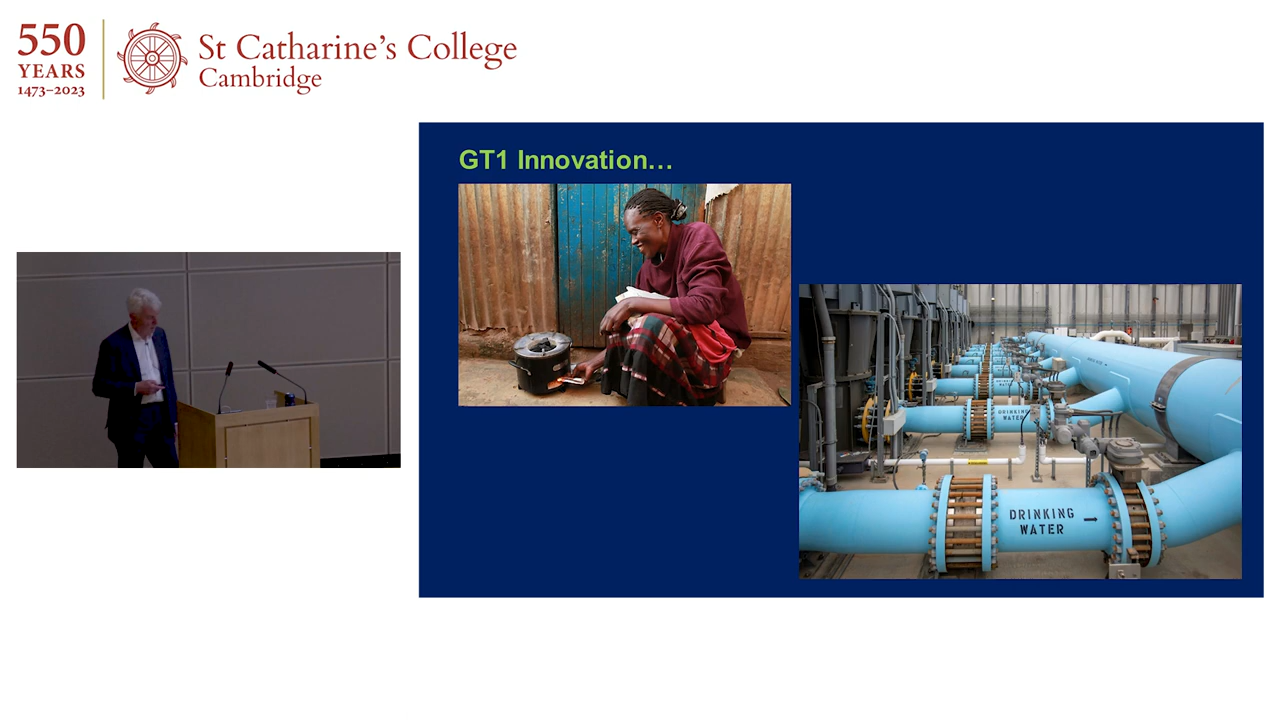 550
YEARS
1473–2023
St Catharine’s College
Cambridge
GT1 Innovation…
DRINKING
WATER
DRINKING
WATER